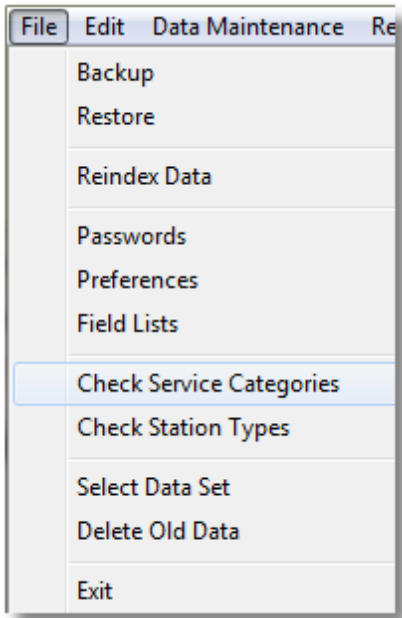 File Edit Data Maintenance Re
Backup
Restore
Reindex Data
Passwords
Preferences
Field Lists
Check Service Categories
Check Station Types
Select Data Set
Delete Old Data
Exit